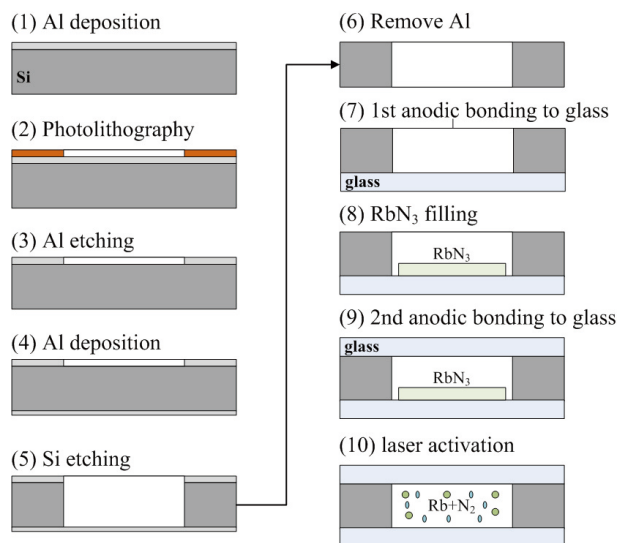 (1) Al deposition
Si
(2) Photolithography
(3) Al etching
(4) Al deposition
(5) Si etching
(6) Remove Al
(7) 1st anodic bonding to glass
glass
(8) RbN₃ filling
RbN₃
(9) 2nd anodic bonding to glass
glass
RbN₃
(10) laser activation
Rb+N₂